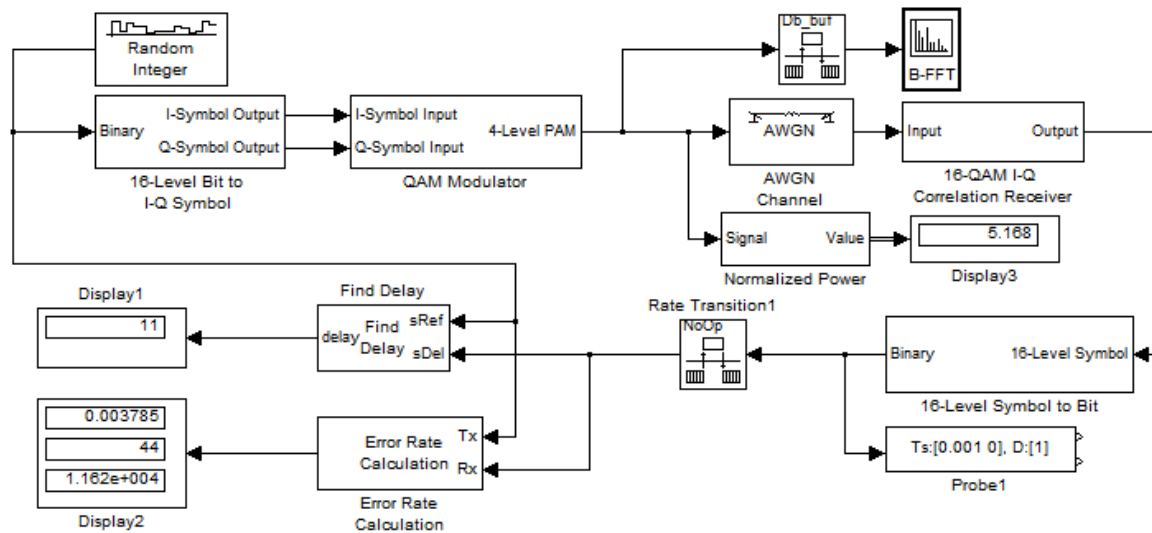 Random
Integer
Db_buf
B-FFT
Binary
I-Symbol Output
Q-Symbol Output
16-Level Bit to
I-Q Symbol
I-Symbol Input
Q-Symbol Input
4-Level PAM
QAM Modulator
AWGN
AWGN
Channel
Input
Output
16-QAM I-Q
Correlation Receiver
Signal
Value
Normalized Power
5.168
Display3
Display1
11
Find Delay
sRef
delay
Find
Delay
sDel
Rate Transition1
NoOp
Binary
16-Level Symbol
16-Level Symbol to Bit
Ts:[0.001 0], D:[1]
Probe1
0.003785
44
1.162e+004
Display2
Error Rate
Calculation
Tx
Rx
Error Rate
Calculation